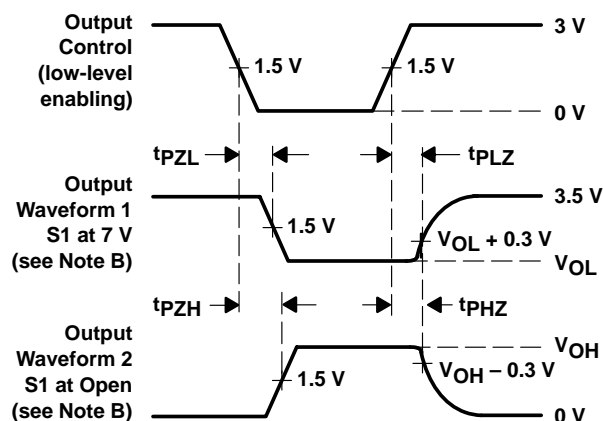 Output
Control
(low-level
enabling)
1.5 V
1.5 V
3 V
0 V
tPZL
tPLZ
Output
Waveform 1
S1 at 7 V
(see Note B)
1.5 V
3.5 V
VOL + 0.3 V
VOL
tPZH
tPHZ
Output
Waveform 2
S1 at Open
(see Note B)
1.5 V
VOH
VOH – 0.3 V
0 V